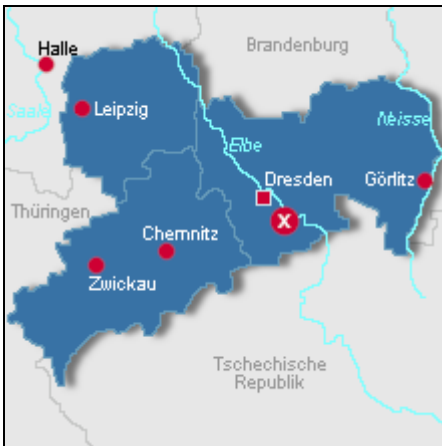 Halle
Brandenburg
Saale
Leipzig
Neisse
Elbe
Dresden
Görlitz
Thüringen
X
Chemnitz
Zwickau
Tschechische
Republik